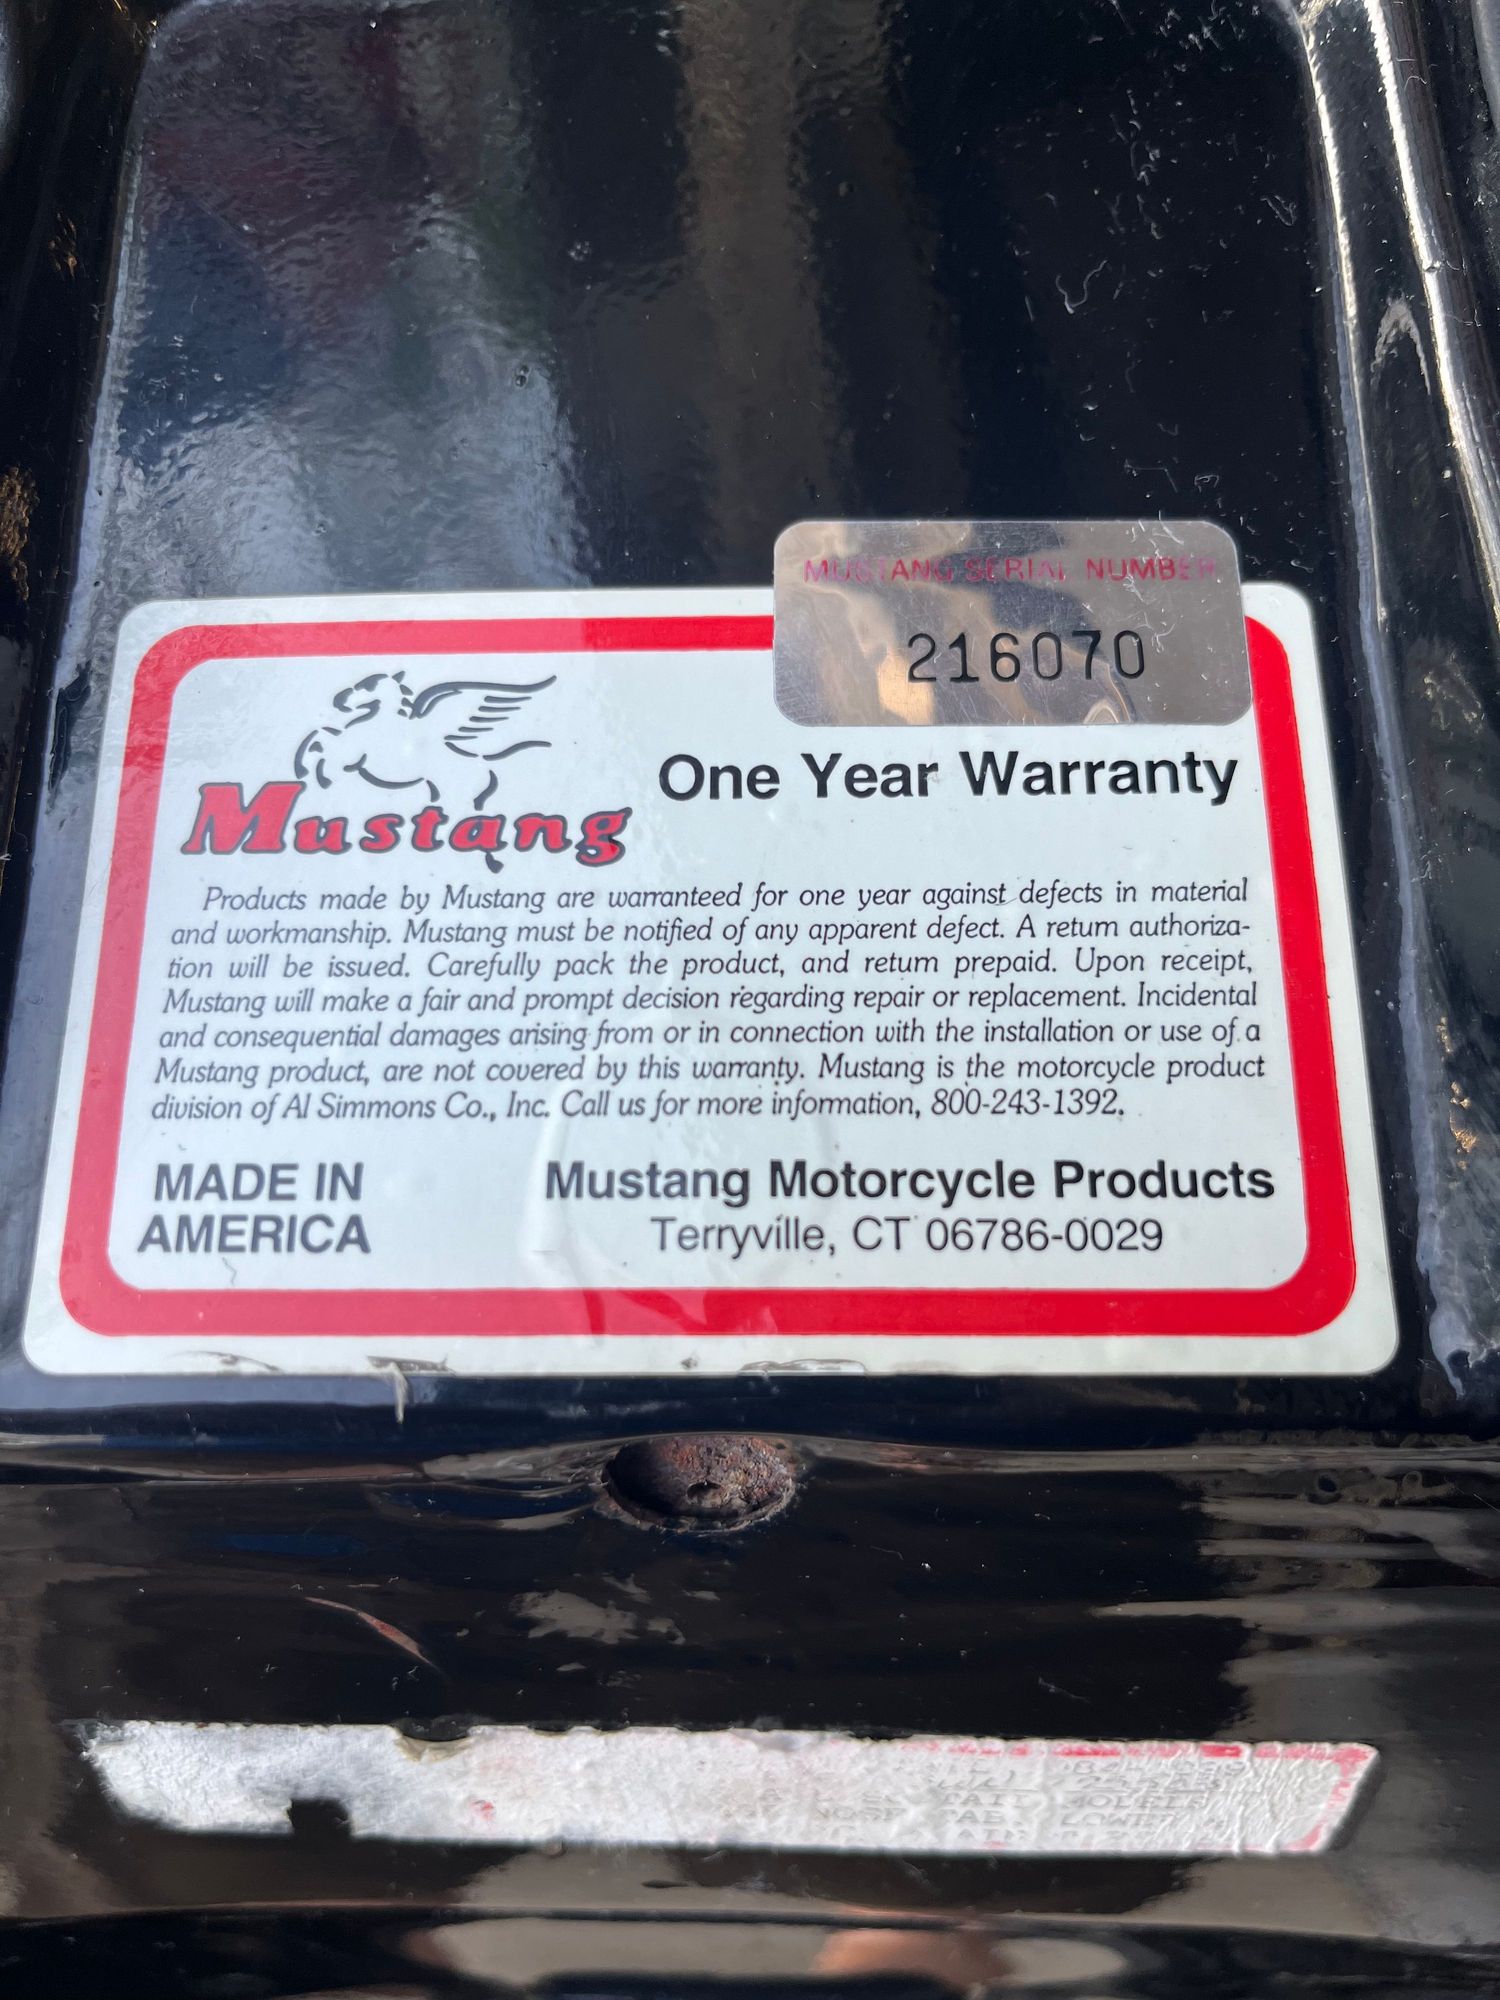 MUSTANG SERIAL NUMBER
216070
Mustang
One Year Warranty
Products made by Mustang are warranteed for one year against defects in material
and workmanship. Mustang must be notified of any apparent defect. A return authoriza-
tion will be issued. Carefully pack the product, and return prepaid. Upon receipt,
Mustang will make a fair and prompt decision regarding repair or replacement. Incidental
and consequential damages arising from or in connection with the installation or use of a
Mustang product, are not covered by this warranty. Mustang is the motorcycle product
division of Al Simmons Co., Inc. Call us for more information, 800-243-1392.
MADE IN
AMERICA
Mustang Motorcycle Products
Terryville, CT 06786-0029
TAIL MODELS